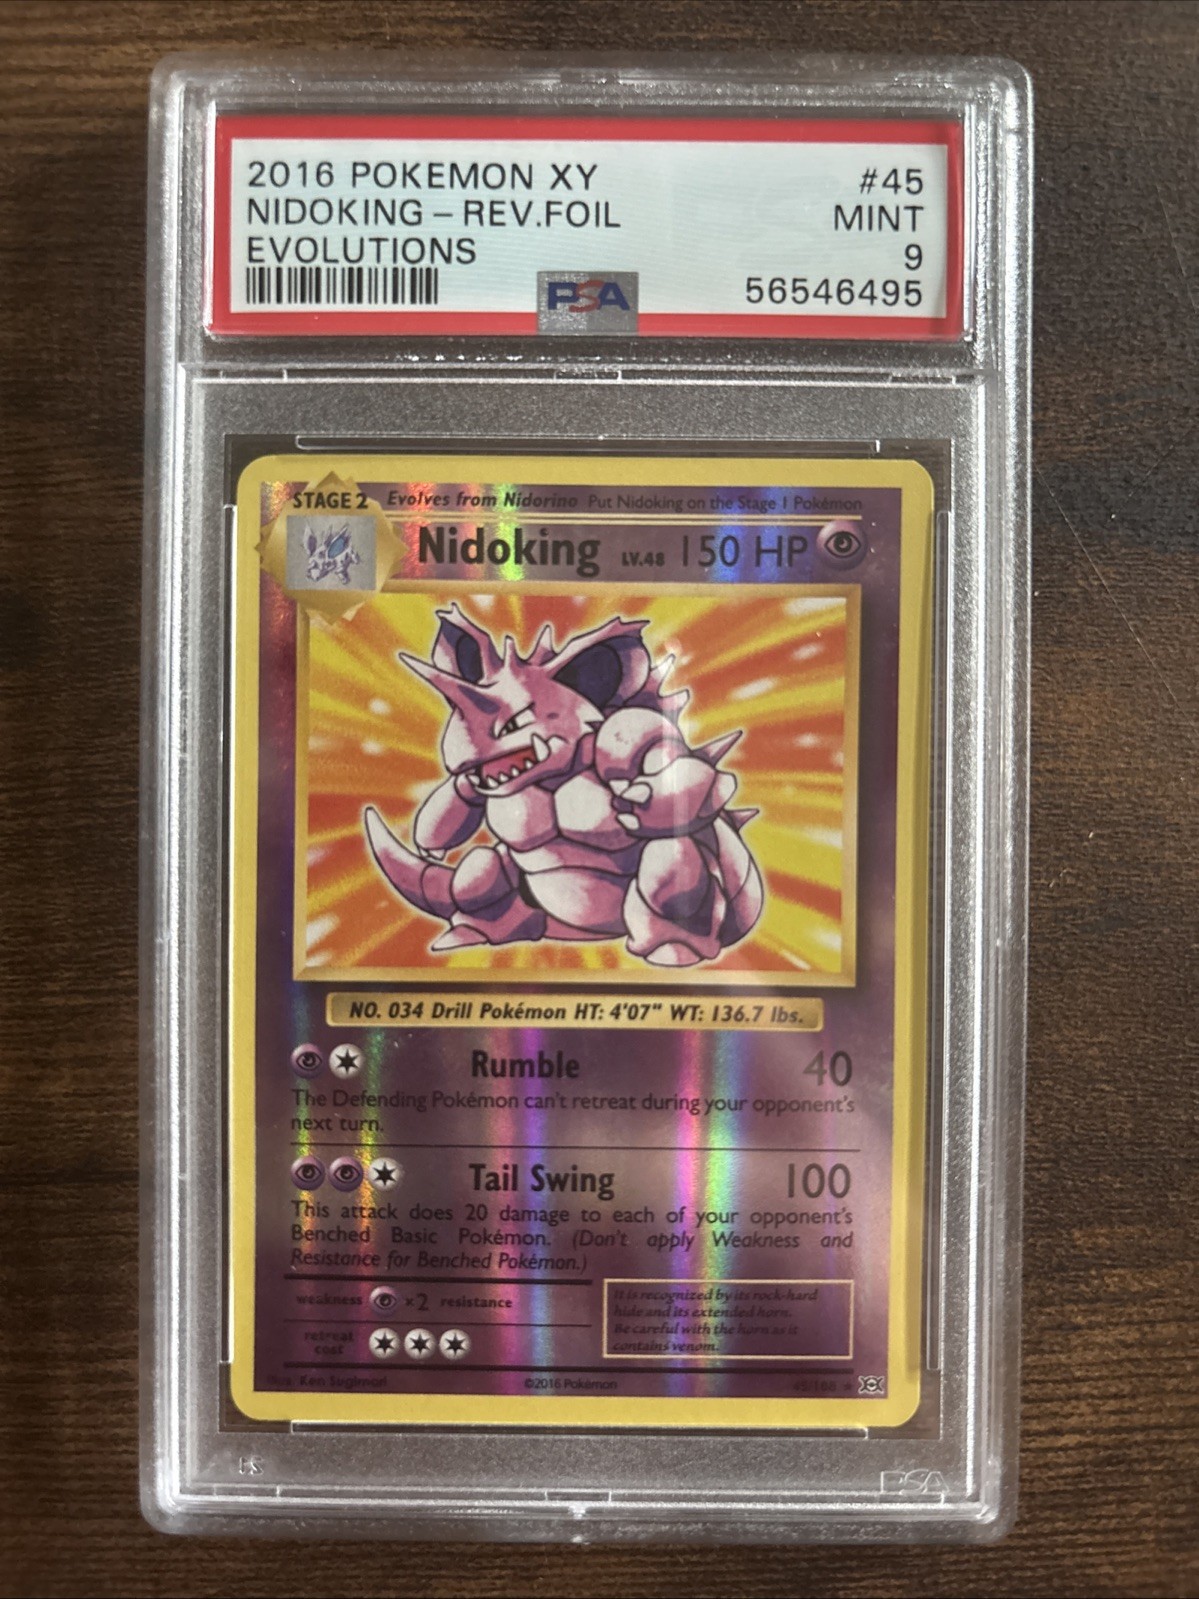 2016 POKEMON XY #45
NIDOKING - REV.FOIL MINT
EVOLUTIONS 9
PSA 56546495
STAGE 2 Evolves from Nidorino Put Nidoking on the Stage 1 Pokémon
Nidoking LV.48 150 HP
NO. 034 Drill Pokémon HT: 4'07" WT: 136.7 lbs.
Rumble 40
The Defending Pokémon can't retreat during your opponent's
next turn.
Tail Swing 100
This attack does 20 damage to each of your opponent's
Benched Basic Pokémon. (Don't apply Weakness and
Resistance for Benched Pokémon.)
weakness ×2 resistance
retreat
cost
It is recognized by its rock-hard
hide and its extended horn.
Be careful with the horn as it
contains venom.
Illus. Ken Sugimori ©2016 Pokémon 45/108
PSA